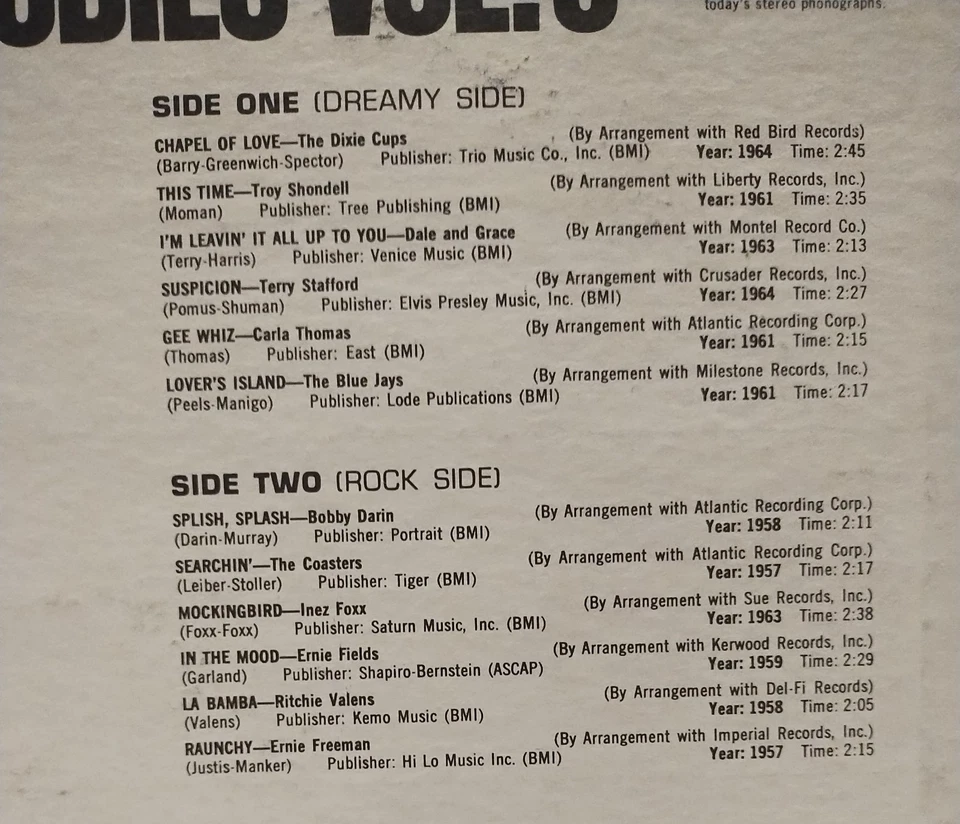 today's stereo phonographs.
SIDE ONE (DREAMY SIDE)
CHAPEL OF LOVE—The Dixie Cups (By Arrangement with Red Bird Records)
(Barry-Greenwich-Spector) Publisher: Trio Music Co., Inc. (BMI) Year: 1964 Time: 2:45
THIS TIME—Troy Shondell (By Arrangement with Liberty Records, Inc.)
(Moman) Publisher: Tree Publishing (BMI) Year: 1961 Time: 2:35
I'M LEAVIN' IT ALL UP TO YOU—Dale and Grace (By Arrangement with Montel Record Co.)
(Terry-Harris) Publisher: Venice Music (BMI) Year: 1963 Time: 2:13
SUSPICION—Terry Stafford (By Arrangement with Crusader Records, Inc.)
(Pomus-Shuman) Publisher: Elvis Presley Music, Inc. (BMI) Year: 1964 Time: 2:27
GEE WHIZ—Carla Thomas (By Arrangement with Atlantic Recording Corp.)
(Thomas) Publisher: East (BMI) Year: 1961 Time: 2:15
LOVER'S ISLAND—The Blue Jays (By Arrangement with Milestone Records, Inc.)
(Peels-Manigo) Publisher: Lode Publications (BMI) Year: 1961 Time: 2:17
SIDE TWO (ROCK SIDE)
SPLISH, SPLASH—Bobby Darin (By Arrangement with Atlantic Recording Corp.)
(Darin-Murray) Publisher: Portrait (BMI) Year: 1958 Time: 2:11
SEARCHIN'—The Coasters (By Arrangement with Atlantic Recording Corp.)
(Leiber-Stoller) Publisher: Tiger (BMI) Year: 1957 Time: 2:17
MOCKINGBIRD—Inez Foxx (By Arrangement with Sue Records, Inc.)
(Foxx-Foxx) Publisher: Saturn Music, Inc. (BMI) Year: 1963 Time: 2:38
IN THE MOOD—Ernie Fields (By Arrangement with Kerwood Records, Inc.)
(Garland) Publisher: Shapiro-Bernstein (ASCAP) Year: 1959 Time: 2:29
LA BAMBA—Ritchie Valens (By Arrangement with Del-Fi Records)
(Valens) Publisher: Kemo Music (BMI) Year: 1958 Time: 2:05
RAUNCHY—Ernie Freeman (By Arrangement with Imperial Records, Inc.)
(Justis-Manker) Publisher: Hi Lo Music Inc. (BMI) Year: 1957 Time: 2:15